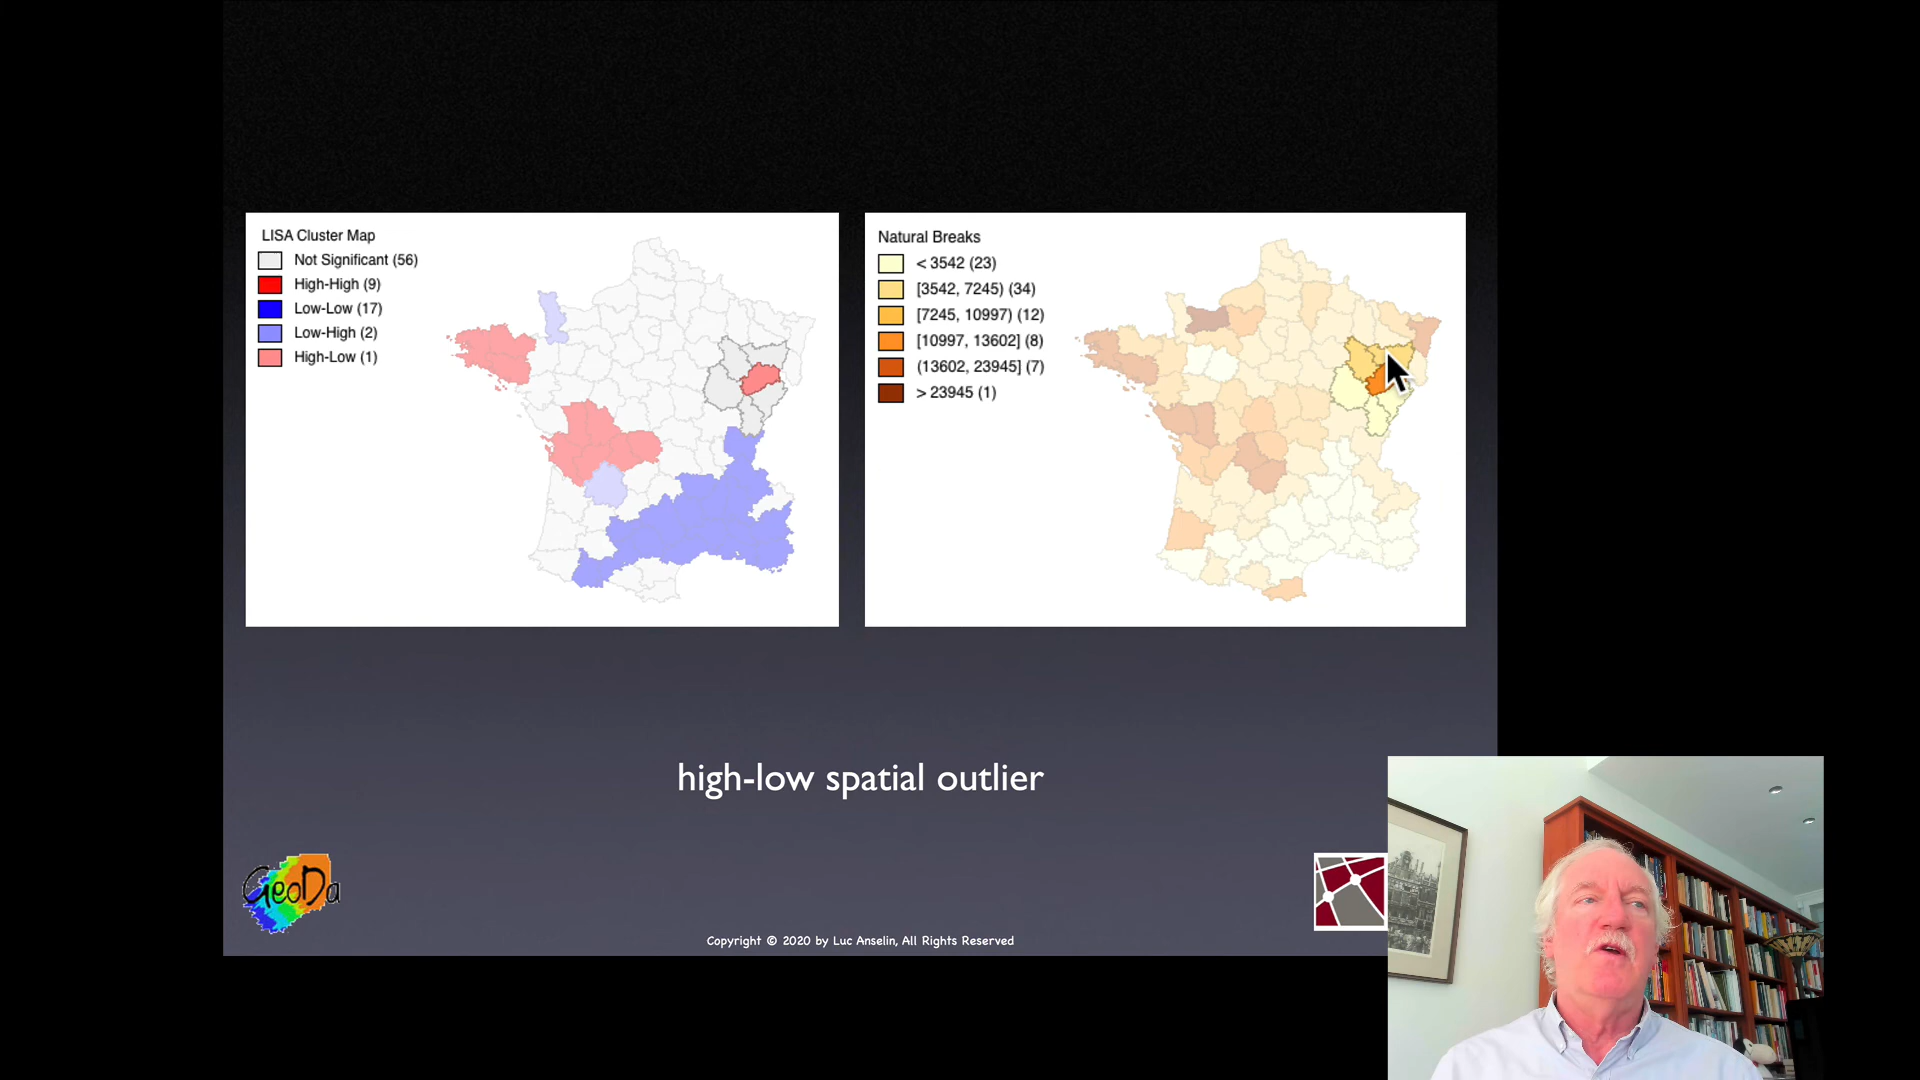 LISA Cluster Map
Not Significant (56)
High-High (9)
Low-Low (17)
Low-High (2)
High-Low (1)
Natural Breaks
< 3542 (23)
[3542, 7245) (34)
[7245, 10997) (12)
[10997, 13602] (8)
(13602, 23945] (7)
> 23945 (1)
high-low spatial outlier
GeoDa
Copyright © 2020 by Luc Anselin, All Rights Reserved